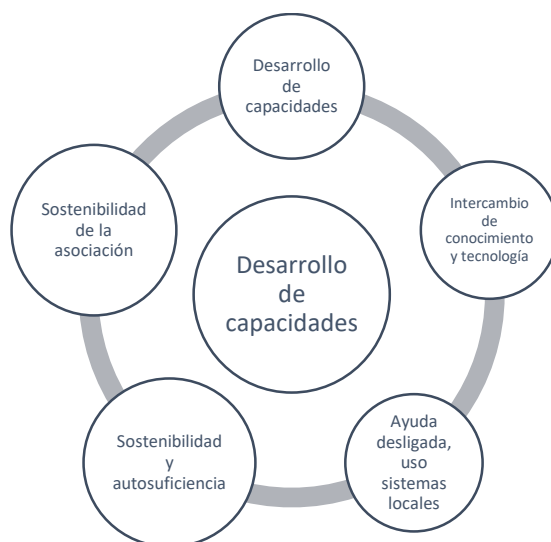 Desarrollo
de
capacidades
Intercambio
de
conocimiento
y tecnología
Ayuda
desligada,
uso
sistemas
locales
Sostenibilidad
y
autosuficiencia
Sostenibilidad
de la
asociación
Desarrollo
de
capacidades